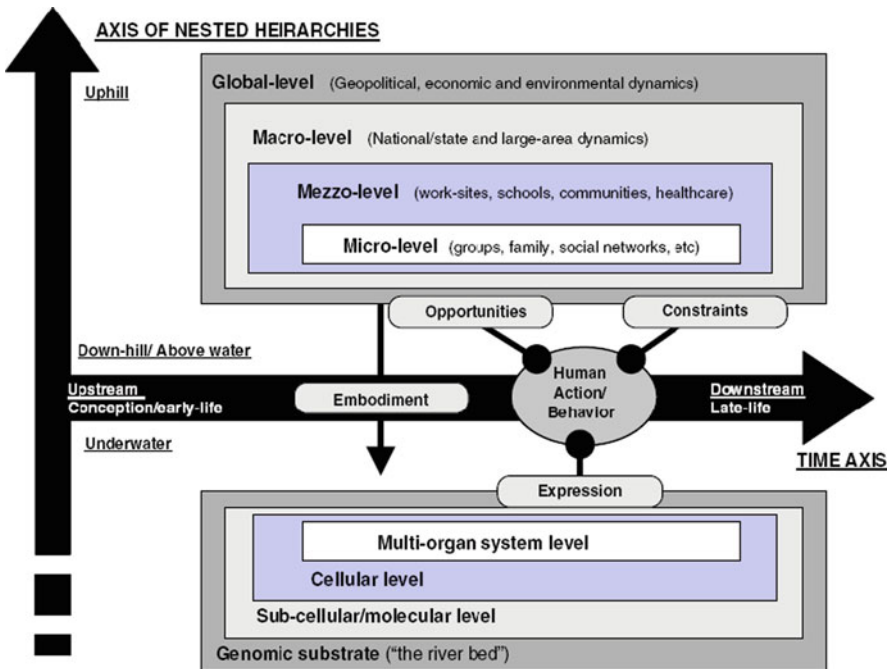 AXIS OF NESTED HEIRARCHIES
Uphill
Global-level (Geopolitical, economic and environmental dynamics)
Macro-level (National/state and large-area dynamics)
Mezzo-level (work-sites, schools, communities, healthcare)
Micro-level (groups, family, social networks, etc)
Opportunities
Constraints
Down-hill/ Above water
Upstream
Conception/early-life
Embodiment
Human
Action/
Behavior
Downstream
Late-life
Underwater
TIME AXIS
Expression
Multi-organ system level
Cellular level
Sub-cellular/molecular level
Genomic substrate (“the river bed”)